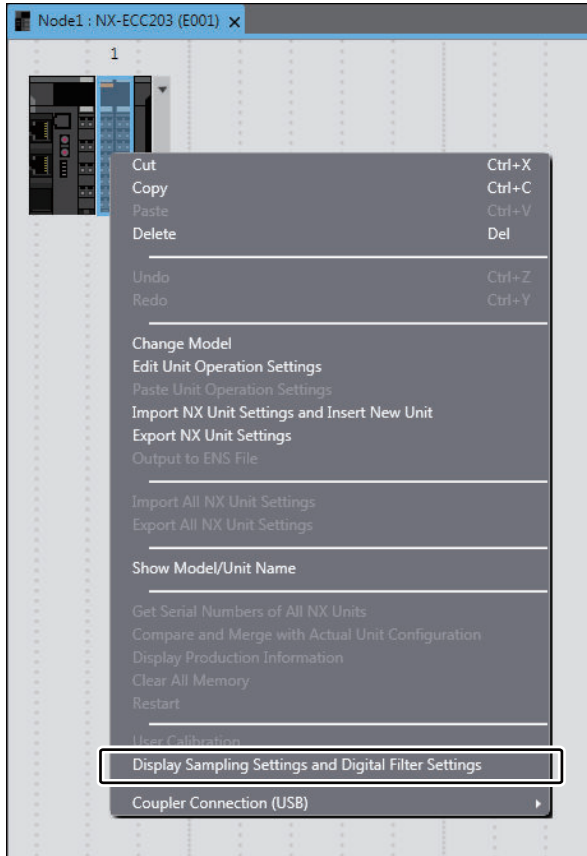 Node1 : NX-ECC203 (E001) ×
1
Cut Ctrl+X
Copy Ctrl+C
Paste Ctrl+V
Delete Del
Undo Ctrl+Z
Redo Ctrl+Y
Change Model
Edit Unit Operation Settings
Paste Unit Operation Settings
Import NX Unit Settings and Insert New Unit
Export NX Unit Settings
Output to ENS File
Import All NX Unit Settings
Export All NX Unit Settings
Show Model/Unit Name
Get Serial Numbers of All NX Units
Compare and Merge with Actual Unit Configuration
Display Production Information
Clear All Memory
Restart
User Calibration
Display Sampling Settings and Digital Filter Settings
Coupler Connection (USB)